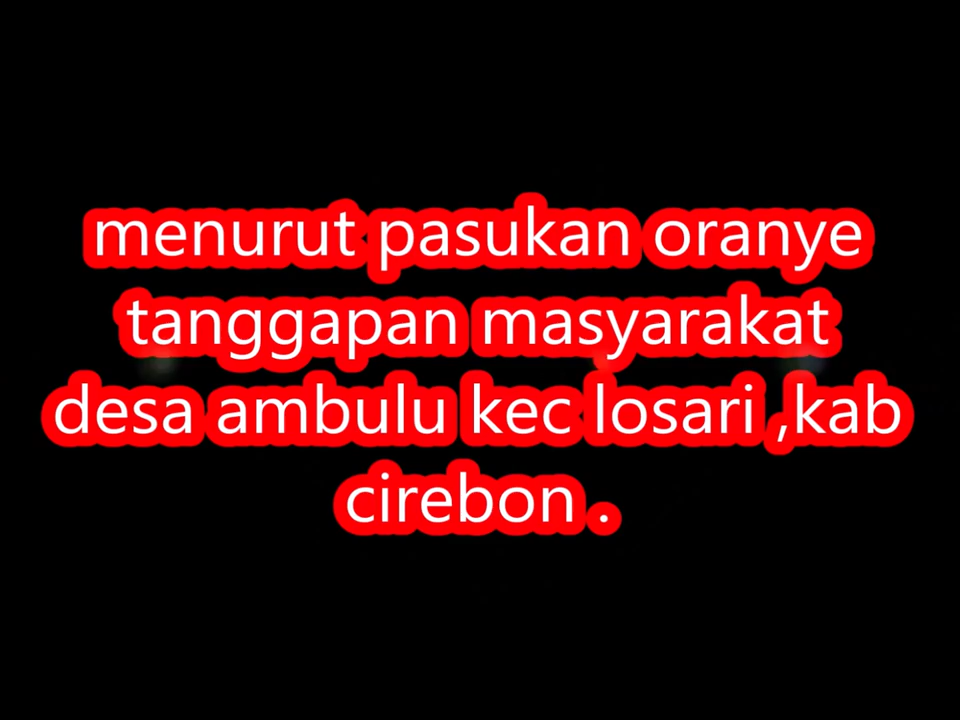 menurut pasukan oranye
tanggapan masyarakat
desa ambulu kec losari ,kab
cirebon .